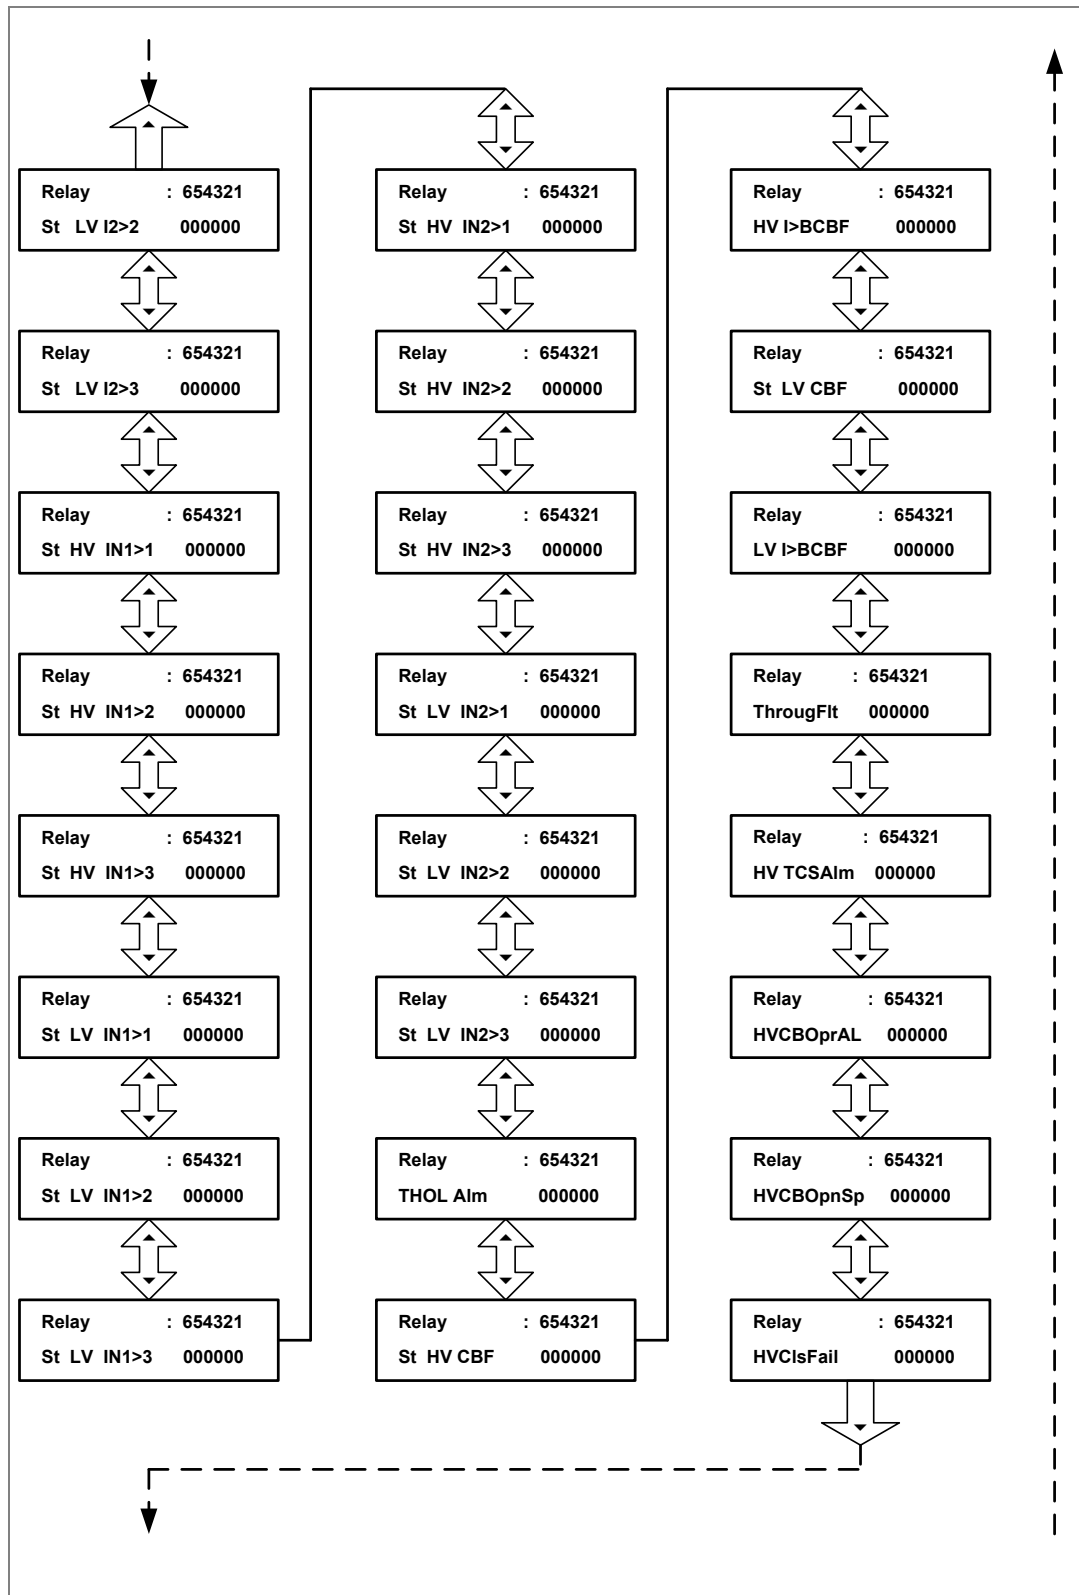 Relay : 654321
St LV I2>2 000000
Relay : 654321
St LV I2>3 000000
Relay : 654321
St HV IN1>1 000000
Relay : 654321
St HV IN1>2 000000
Relay : 654321
St HV IN1>3 000000
Relay : 654321
St LV IN1>1 000000
Relay : 654321
St LV IN1>2 000000
Relay : 654321
St LV IN1>3 000000
Relay : 654321
St HV IN2>1 000000
Relay : 654321
St HV IN2>2 000000
Relay : 654321
St HV IN2>3 000000
Relay : 654321
St LV IN2>1 000000
Relay : 654321
St LV IN2>2 000000
Relay : 654321
St LV IN2>3 000000
Relay : 654321
THOL Alm 000000
Relay : 654321
St HV CBF 000000
Relay : 654321
HV I>BCBF 000000
Relay : 654321
St LV CBF 000000
Relay : 654321
LV I>BCBF 000000
Relay : 654321
ThrougFlt 000000
Relay : 654321
HV TCSAlm 000000
Relay : 654321
HVCBOprAL 000000
Relay : 654321
HVCBOpnSp 000000
Relay : 654321
HVClsFail 000000